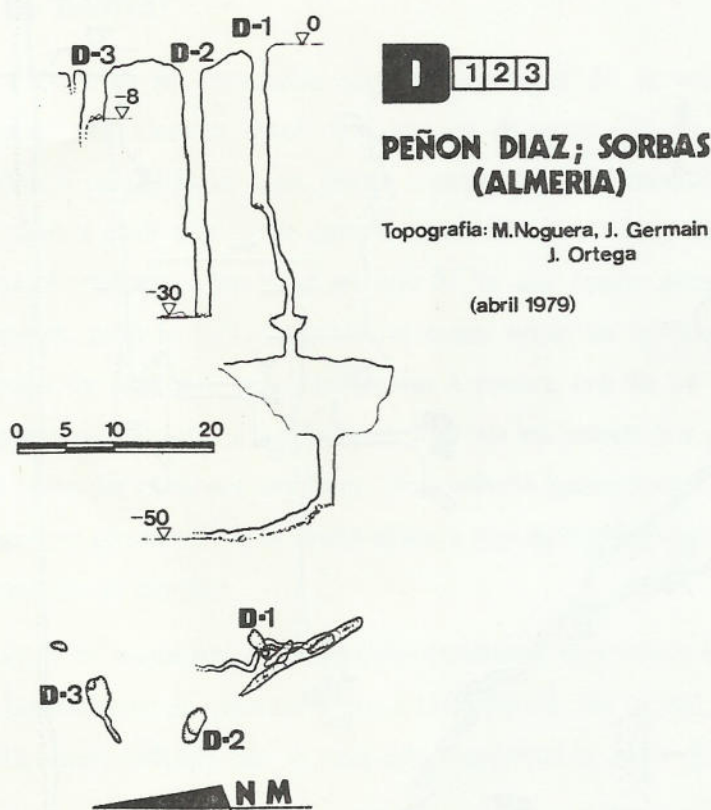 D-3 D-2 D-1 0
-8
-30
0 5 10 20
-50
D 1 2 3
PEÑON DIAZ; SORBAS
(ALMERIA)
Topografia: M.Noguera, J. Germain
J. Ortega
(abril 1979)
D-1
D-3
D-2
N M